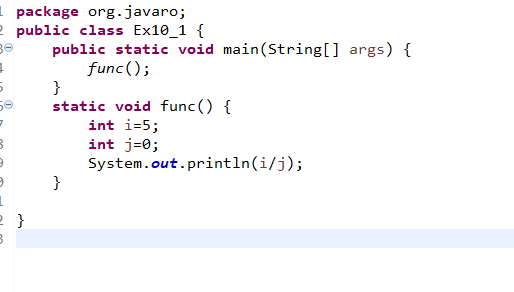 package org.javaro;
public class Ex10_1 {
    public static void main(String[] args) {
        func();
    }
    static void func() {
        int i=5;
        int j=0;
        System.out.println(i/j);
    }
}